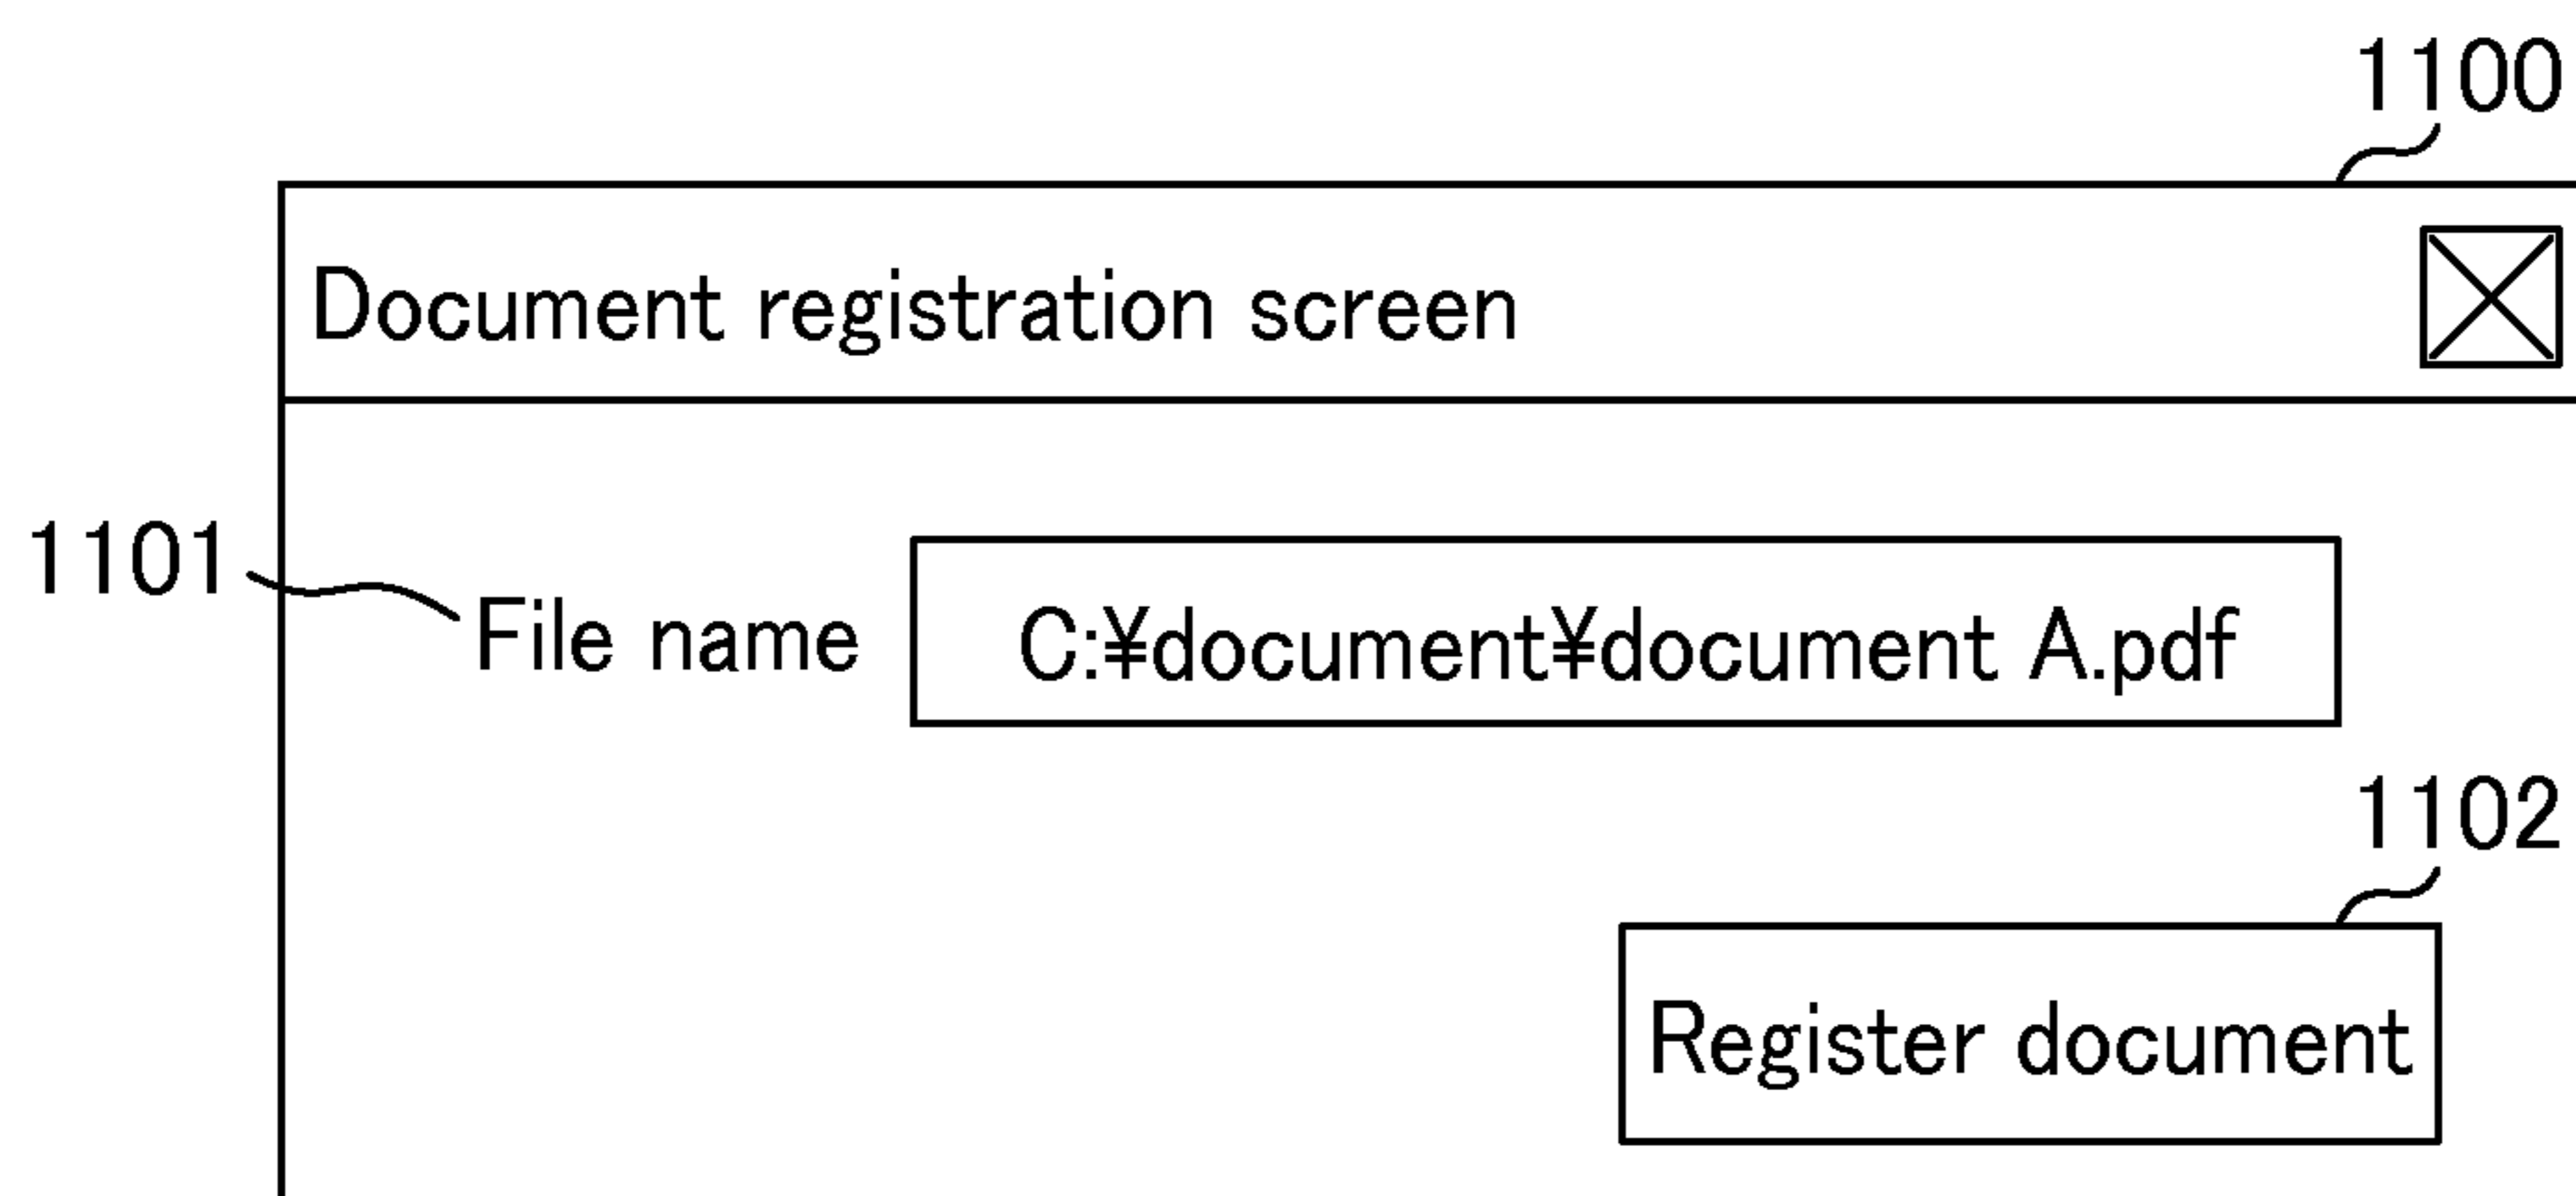 1100
Document registration screen
1101
File name C:¥document¥document A.pdf
1102
Register document